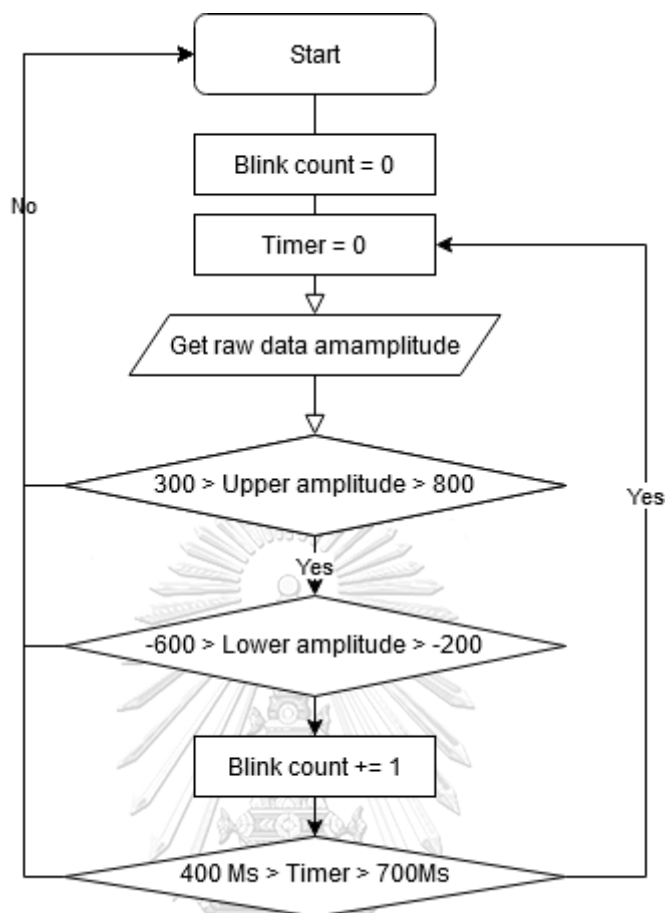 Start
Blink count = 0
No
Timer = 0
Get raw data amamplitude
300 > Upper amplitude > 800
Yes
Yes
-600 > Lower amplitude > -200
Blink count += 1
400 Ms > Timer > 700Ms